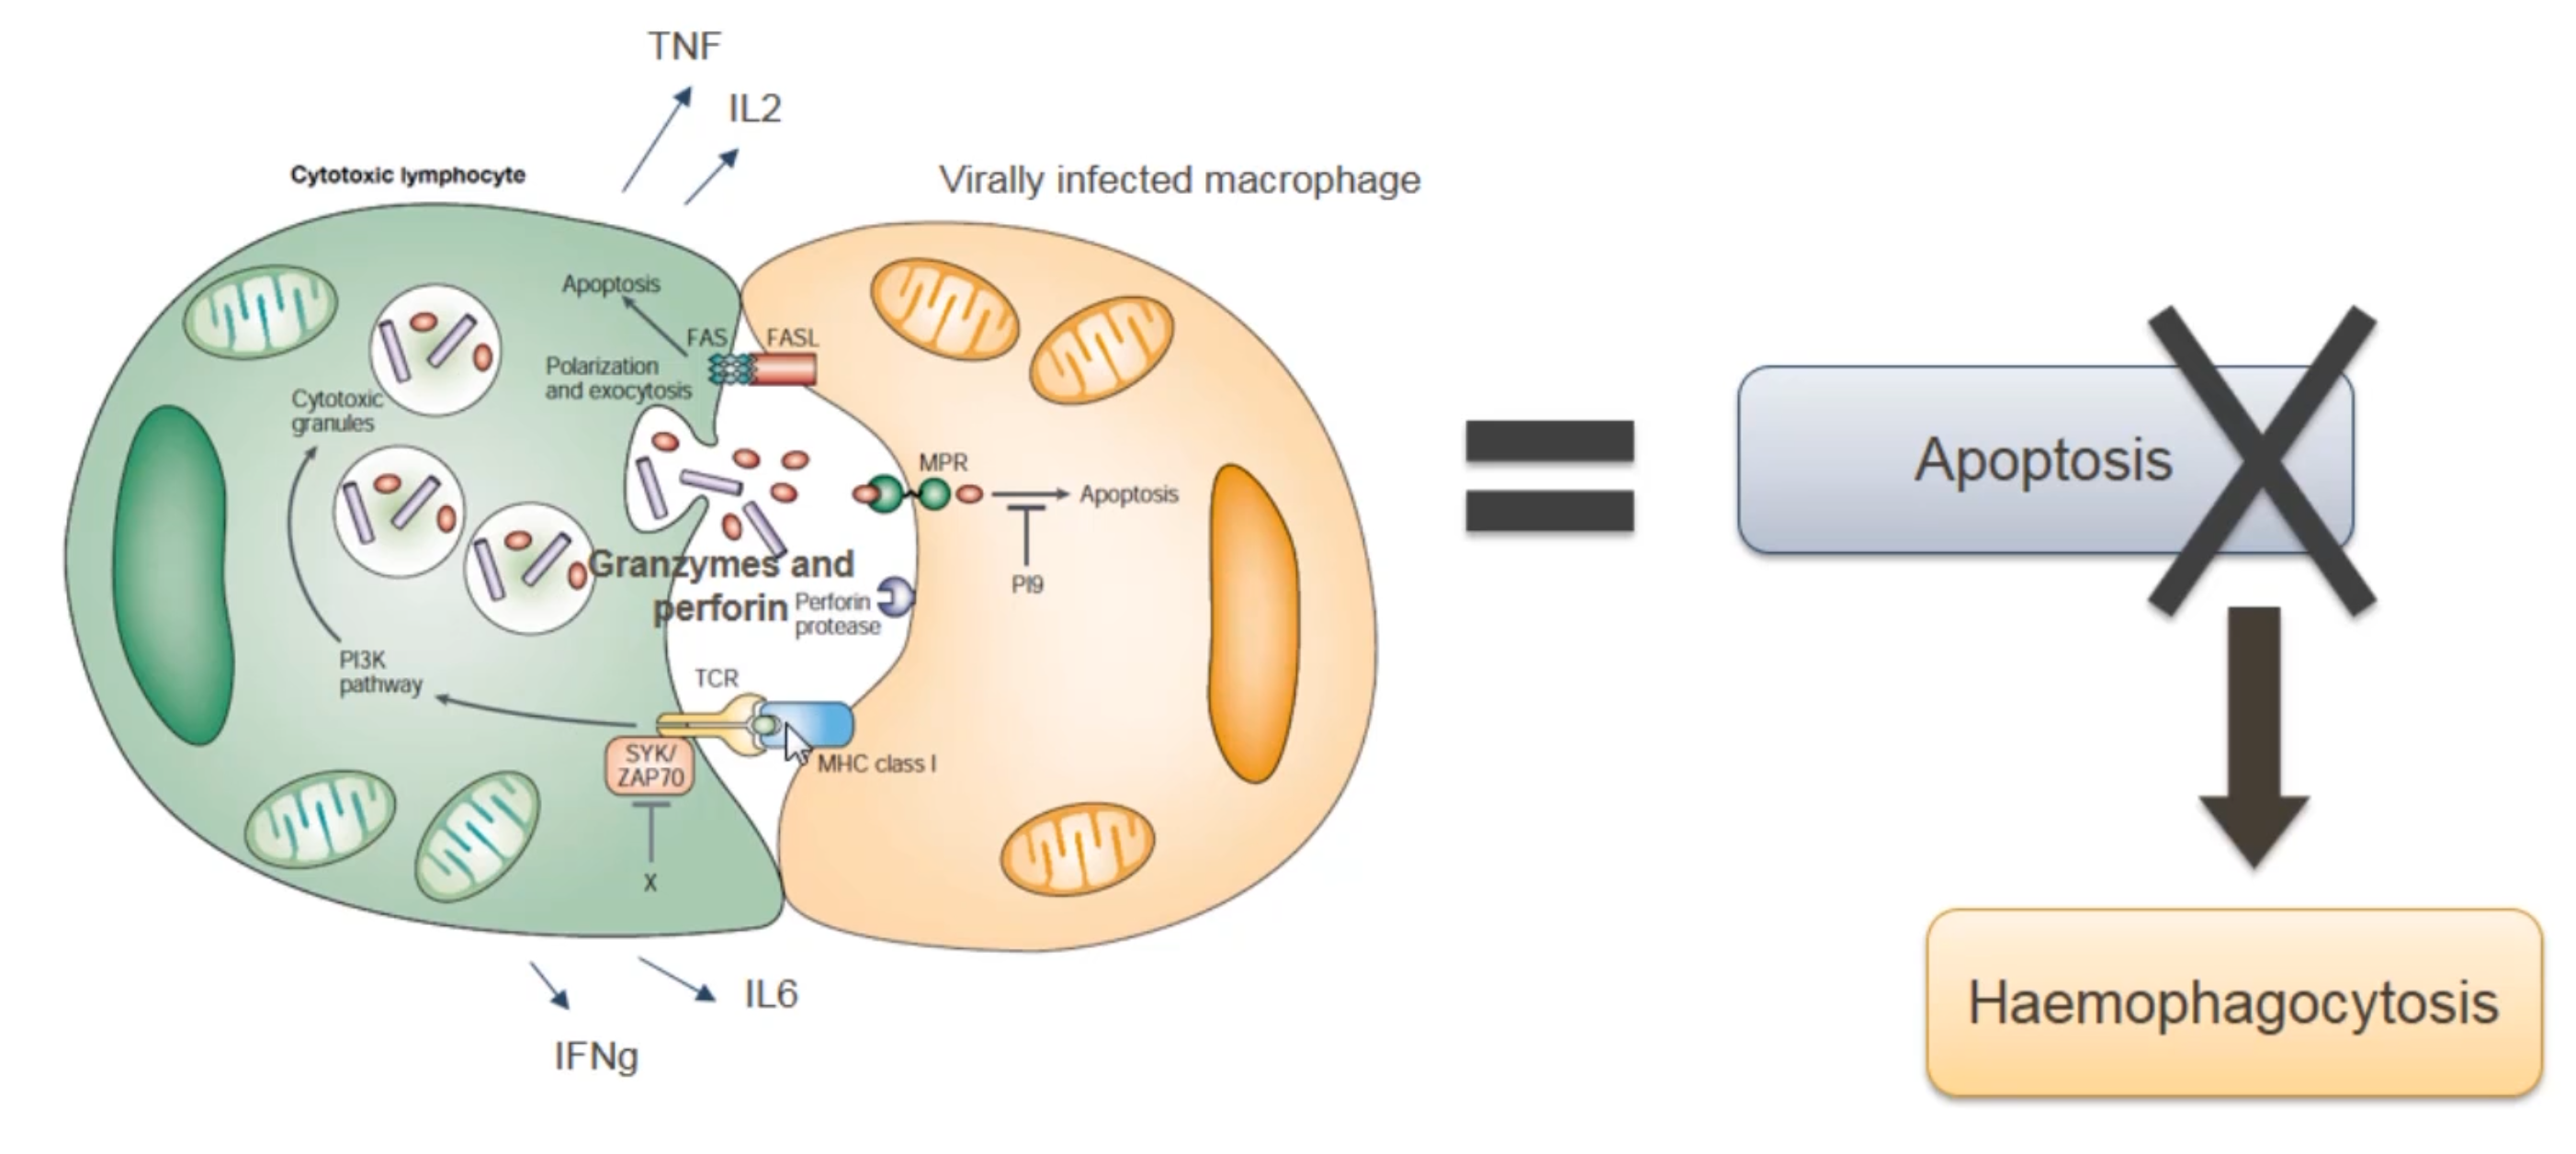 TNF
IL2
Cytotoxic lymphocyte
Virally infected macrophage
Apoptosis
FAS
FASL
Polarization
and exocytosis
Cytotoxic
granules
MPR
Apoptosis
PI9
Granzymes and
perforin
Perforin
protease
PI3K
pathway
TCR
SYK/
ZAP70
MHC class I
X
IL6
IFNg
Apoptosis
Haemophagocytosis